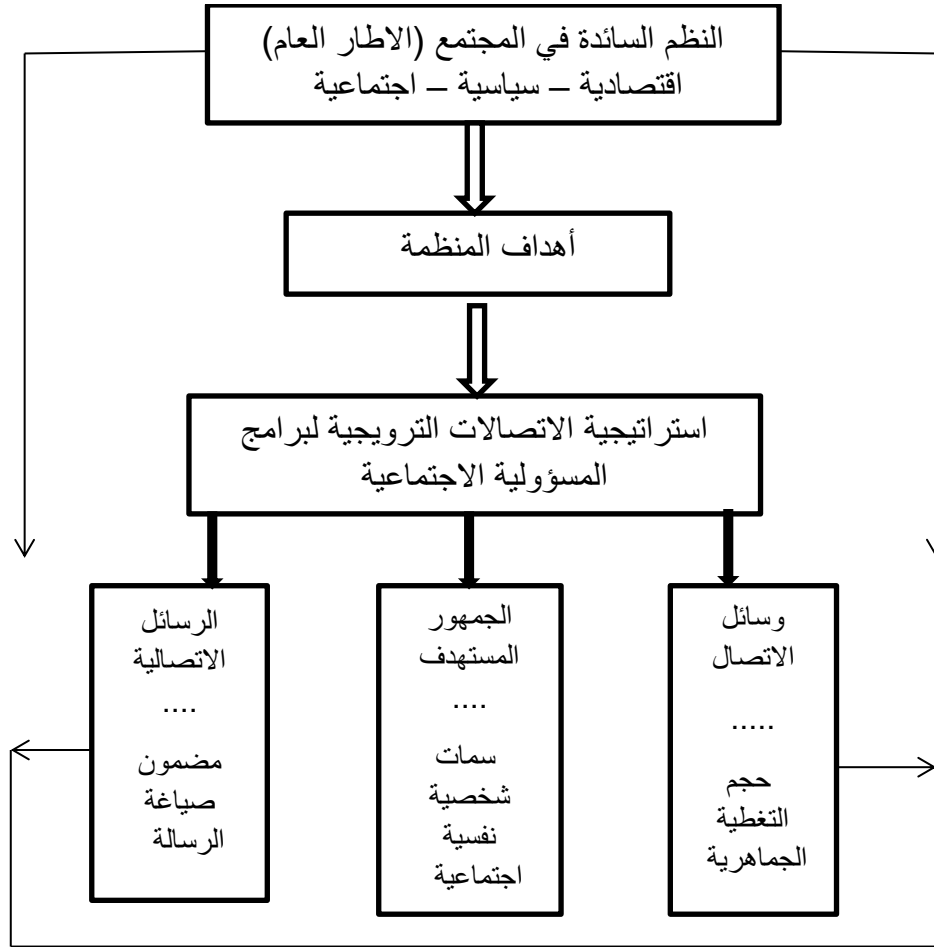 النظم السائدة في المجتمع (الاطار العام)
اقتصادية – سياسية – اجتماعية
أهداف المنظمة
استراتيجية الاتصالات الترويجية لبرامج
المسؤولية الاجتماعية
وسائل
الاتصال
.....
حجم
التغطية
الجماهرية
الجمهور
المستهدف
....
سمات
شخصية
نفسية
اجتماعية
الرسائل
الاتصالية
....
مضمون
صياغة
الرسالة